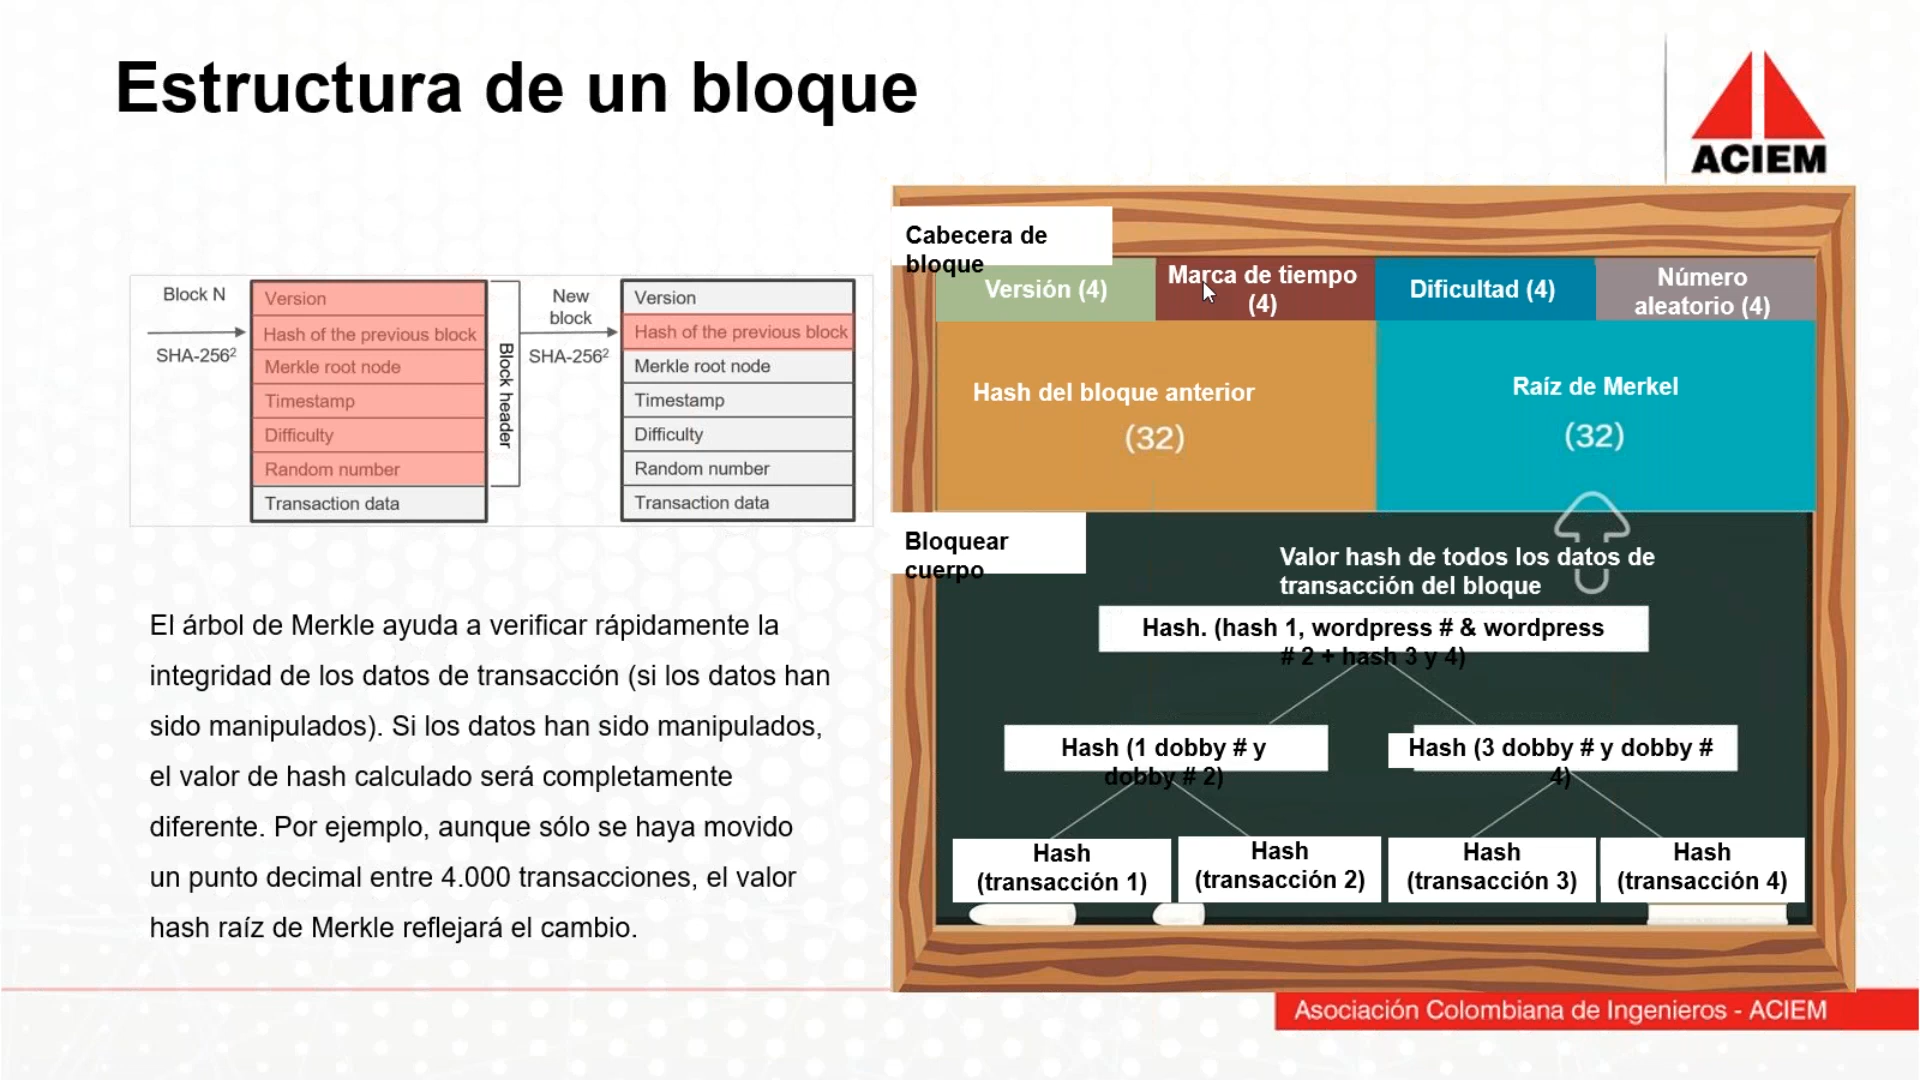 Estructura de un bloque
ACIEM
Block N
SHA-256²
Version
Hash of the previous block
Merkle root node
Timestamp
Difficulty
Random number
Transaction data
Block header
New
block
SHA-256²
Version
Hash of the previous block
Merkle root node
Timestamp
Difficulty
Random number
Transaction data
El árbol de Merkle ayuda a verificar rápidamente la
integridad de los datos de transacción (si los datos han
sido manipulados). Si los datos han sido manipulados,
el valor de hash calculado será completamente
diferente. Por ejemplo, aunque sólo se haya movido
un punto decimal entre 4.000 transacciones, el valor
hash raíz de Merkle reflejará el cambio.
Cabecera de
bloque
Versión (4)
Marca de tiempo
(4)
Dificultad (4)
Número
aleatorio (4)
Hash del bloque anterior
(32)
Raíz de Merkel
(32)
Bloquear
cuerpo
Valor hash de todos los datos de
transacción del bloque
Hash. (hash 1, wordpress # & wordpress
# 2 + hash 3 y 4)
Hash (1 dobby # y
dobby # 2)
Hash (3 dobby # y dobby #
4)
Hash
(transacción 1)
Hash
(transacción 2)
Hash
(transacción 3)
Hash
(transacción 4)
Asociación Colombiana de Ingenieros - ACIEM